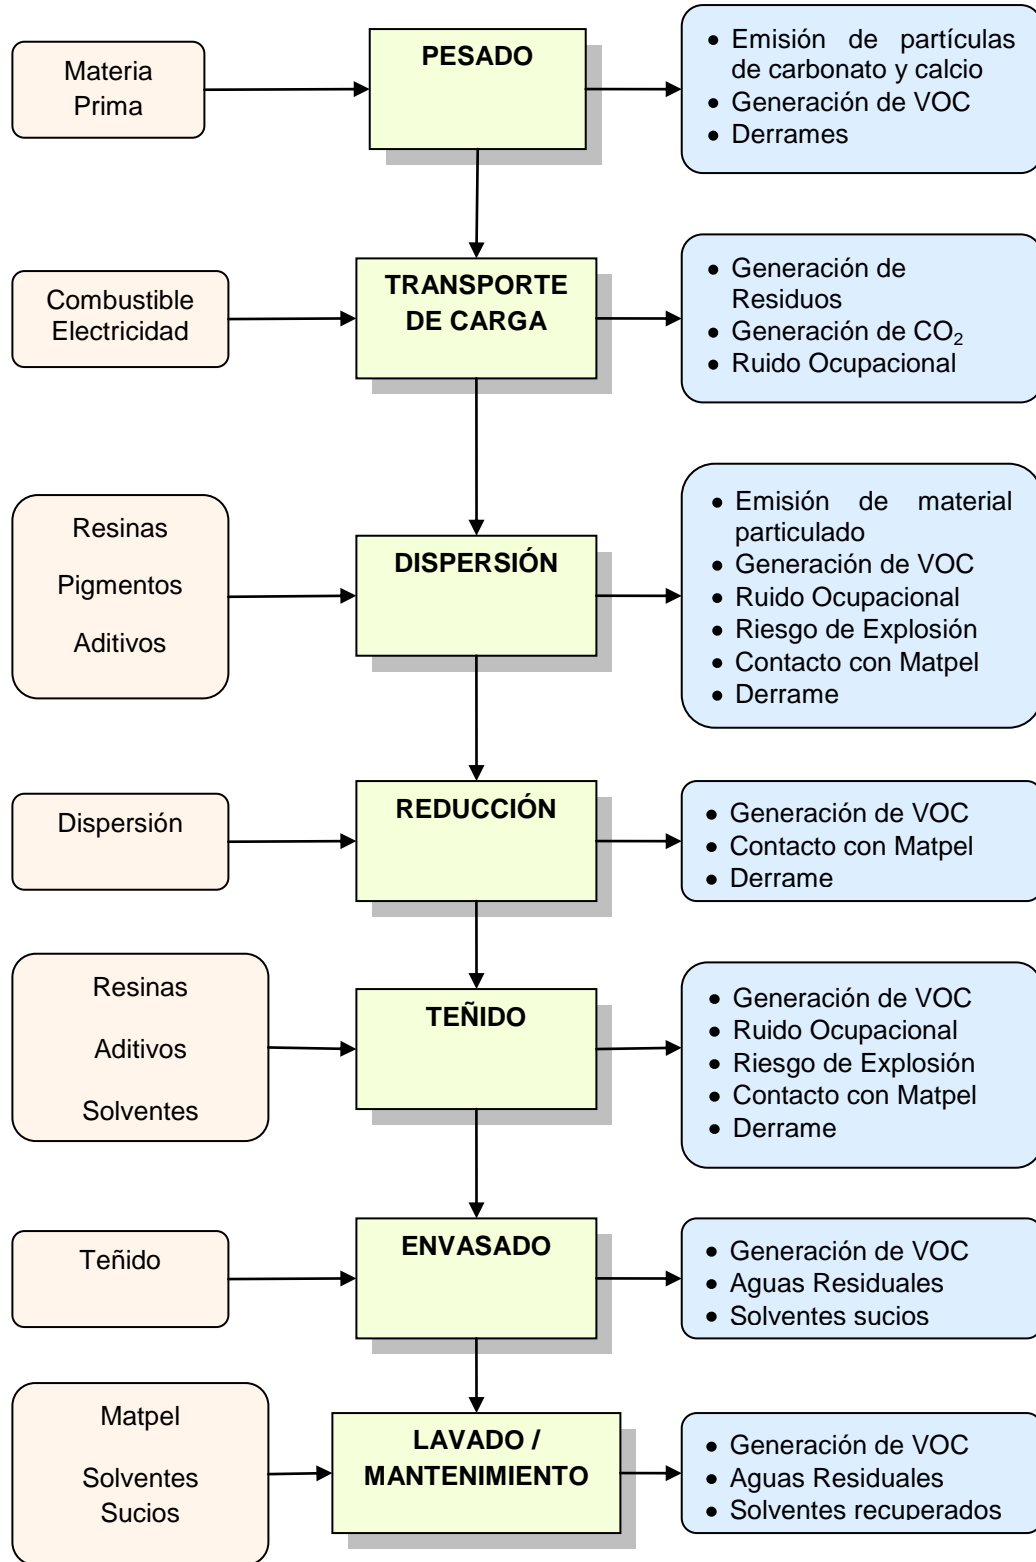 Materia
Prima
PESADO
• Emisión de partículas
de carbonato y calcio
• Generación de VOC
• Derrames
Combustible
Electricidad
TRANSPORTE
DE CARGA
• Generación de
Residuos
• Generación de CO₂
• Ruido Ocupacional
Resinas
Pigmentos
Aditivos
DISPERSIÓN
• Emisión de material
particulado
• Generación de VOC
• Ruido Ocupacional
• Riesgo de Explosión
• Contacto con Matpel
• Derrame
Dispersión
REDUCCIÓN
• Generación de VOC
• Contacto con Matpel
• Derrame
Resinas
Aditivos
Solventes
TEÑIDO
• Generación de VOC
• Ruido Ocupacional
• Riesgo de Explosión
• Contacto con Matpel
• Derrame
Teñido
ENVASADO
• Generación de VOC
• Aguas Residuales
• Solventes sucios
Matpel
Solventes
Sucios
LAVADO /
MANTENIMIENTO
• Generación de VOC
• Aguas Residuales
• Solventes recuperados